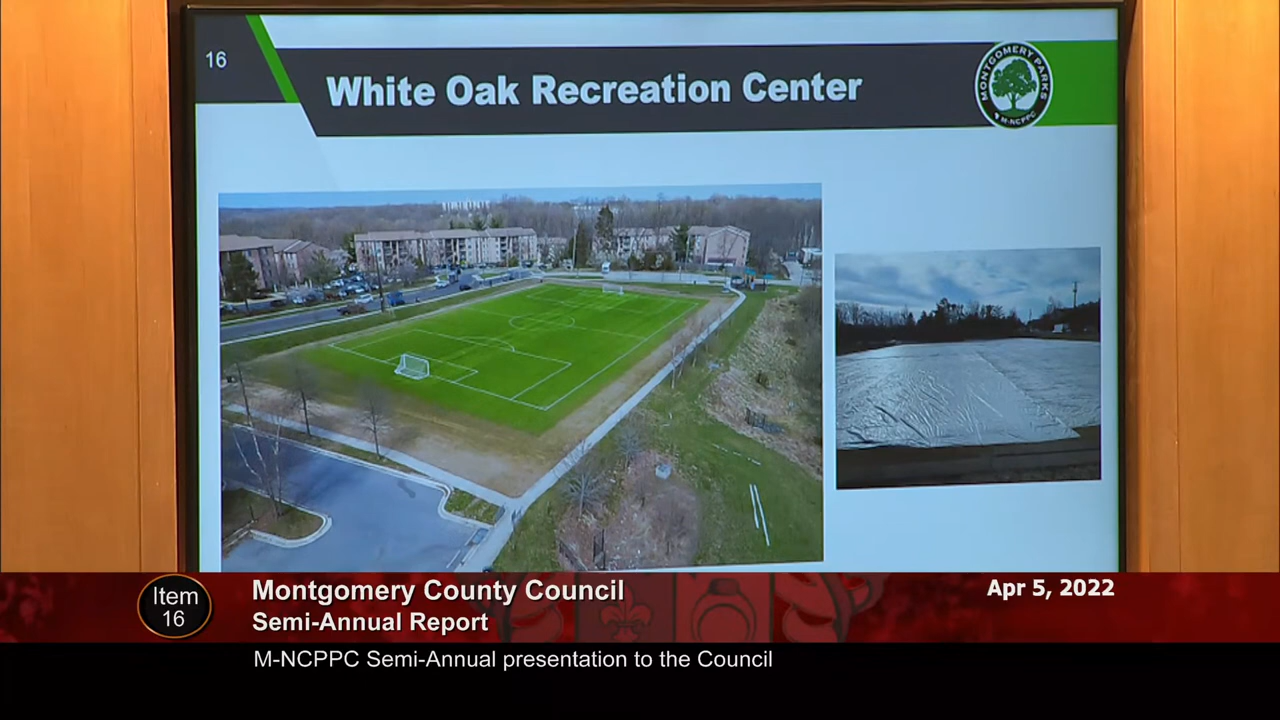 16
White Oak Recreation Center
MONTGOMERY PARKS
M-NCPPC
Item
16
Montgomery County Council
Apr 5, 2022
Semi-Annual Report
M-NCPPC Semi-Annual presentation to the Council